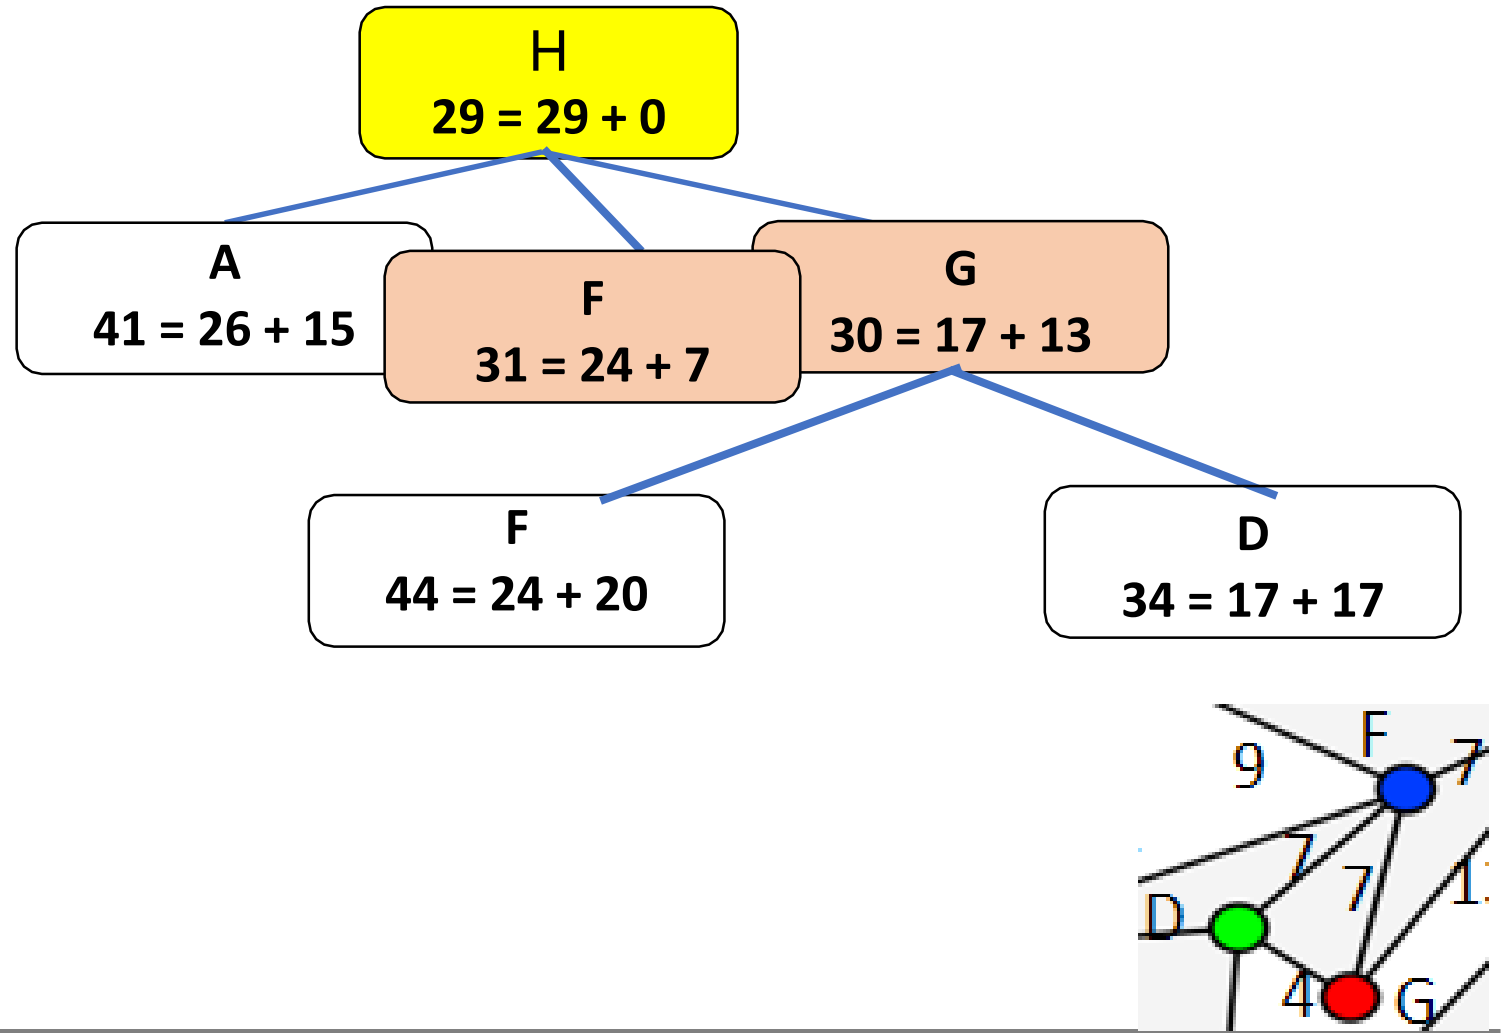 H
29 = 29 + 0
A
41 = 26 + 15
F
31 = 24 + 7
G
30 = 17 + 13
F
44 = 24 + 20
D
34 = 17 + 17
F
9
7
7
7
D
4
G